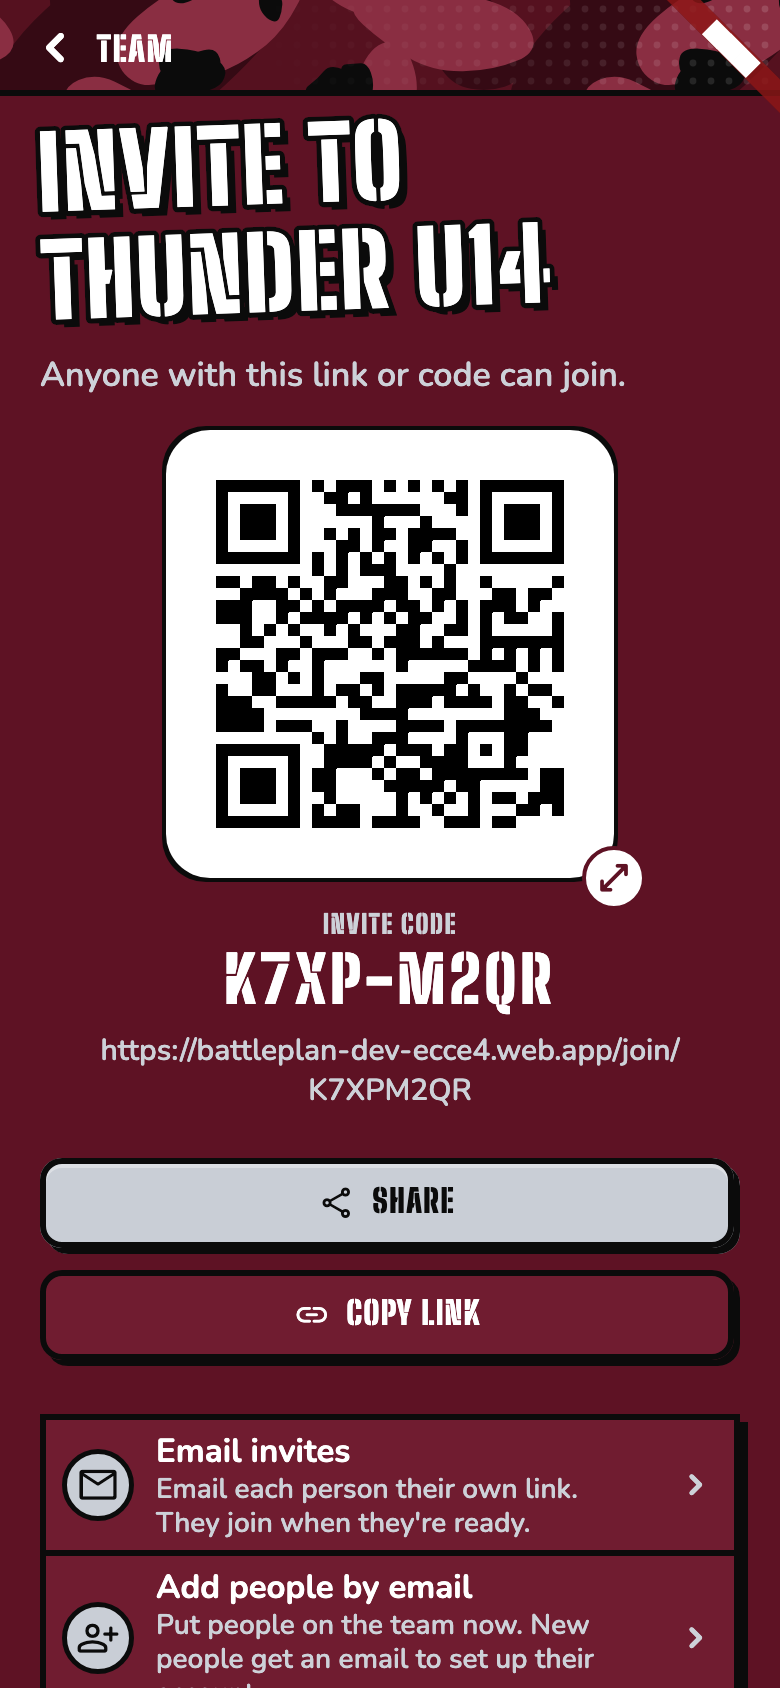 TEAM
INVITE TO
THUNDER U14
Anyone with this link or code can join.
INVITE CODE
K7XP-M2QR
https://battleplan-dev-ecce4.web.app/join/
K7XPM2QR
SHARE
COPY LINK
Email invites
Email each person their own link.
They join when they're ready.
Add people by email
Put people on the team now. New
people get an email to set up their